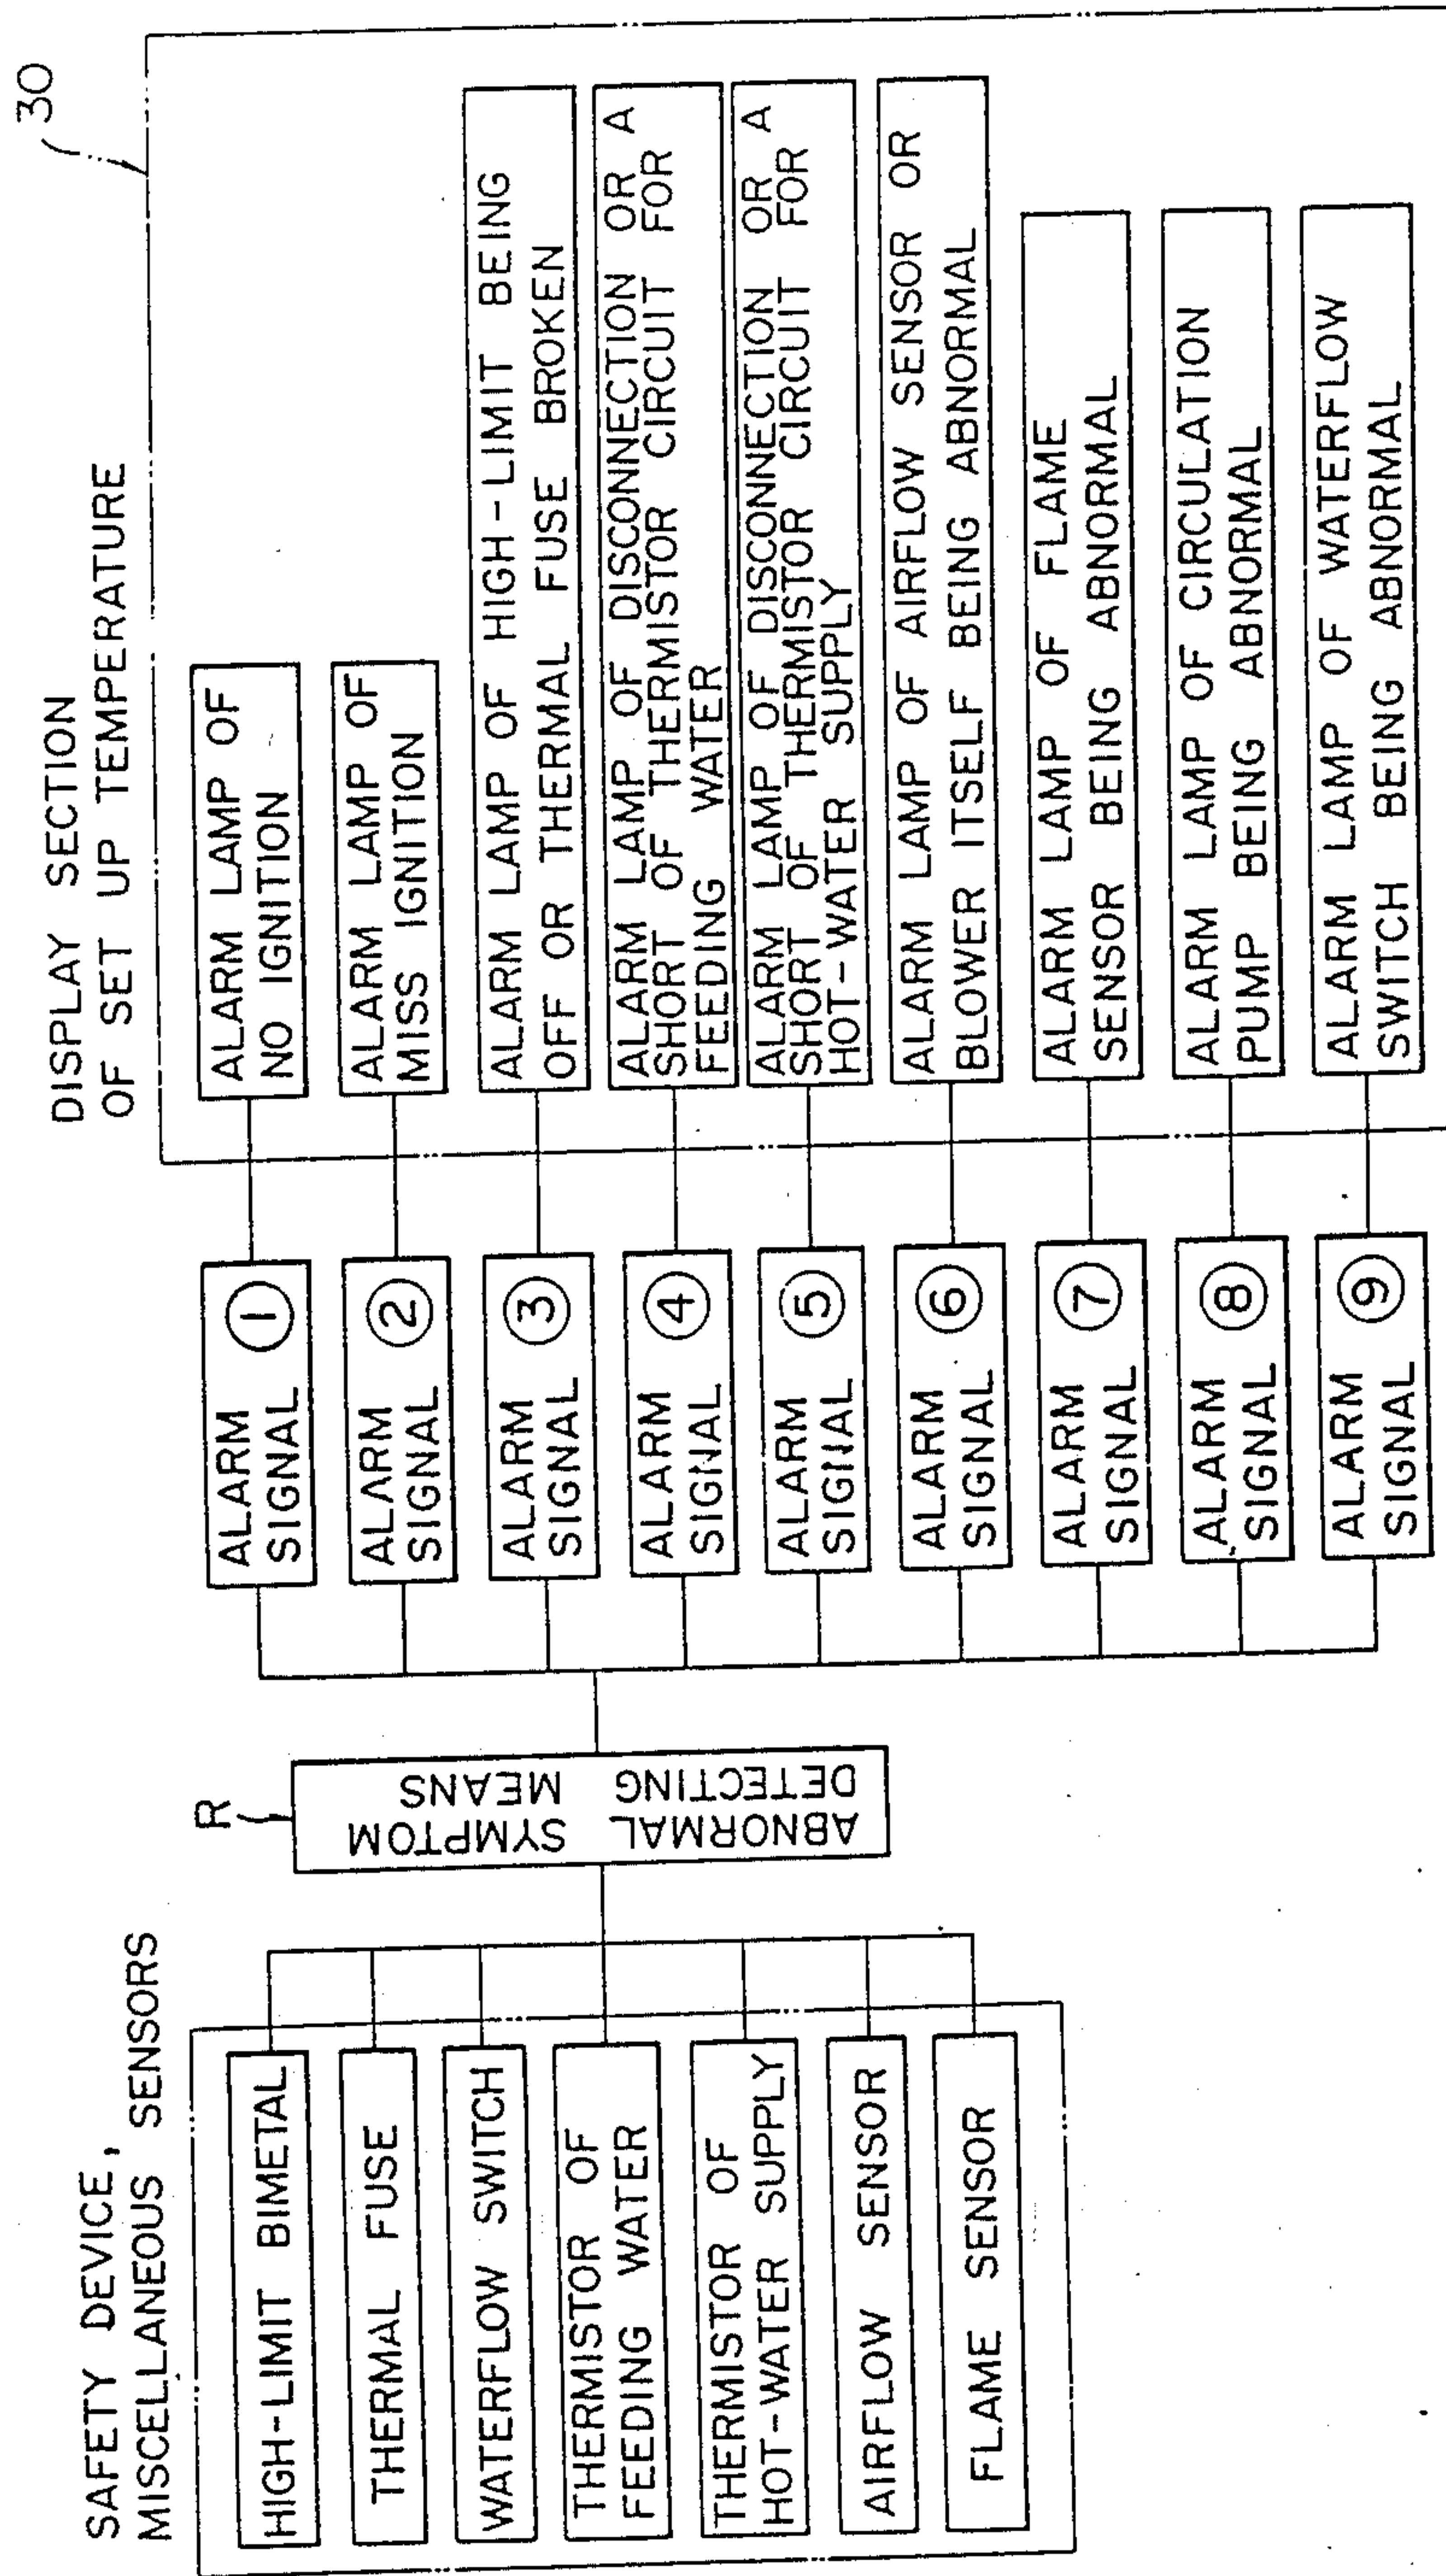 SAFETY DEVICE,
MISCELLANEOUS SENSORS
HIGH-LIMIT BIMETAL
THERMAL FUSE
WATERFLOW SWITCH
THERMISTOR OF
FEEDING WATER
THERMISTOR OF
HOT-WATER SUPPLY
AIRFLOW SENSOR
FLAME SENSOR
R
ABNORMAL SYMPTOM
DETECTING MEANS
ALARM
SIGNAL ①
ALARM
SIGNAL ②
ALARM
SIGNAL ③
ALARM
SIGNAL ④
ALARM
SIGNAL ⑤
ALARM
SIGNAL ⑥
ALARM
SIGNAL ⑦
ALARM
SIGNAL ⑧
ALARM
SIGNAL ⑨
DISPLAY SECTION
OF SET UP TEMPERATURE
30
ALARM LAMP OF
NO IGNITION
ALARM LAMP OF
MISS IGNITION
ALARM LAMP OF HIGH-LIMIT BEING
OFF OR THERMAL FUSE BROKEN
ALARM LAMP OF DISCONNECTION OR A
SHORT OF THERMISTOR CIRCUIT FOR
FEEDING WATER
ALARM LAMP OF DISCONNECTION OR A
SHORT OF THERMISTOR CIRCUIT FOR
HOT-WATER SUPPLY
ALARM LAMP OF AIRFLOW SENSOR OR
BLOWER ITSELF BEING ABNORMAL
ALARM LAMP OF FLAME
SENSOR BEING ABNORMAL
ALARM LAMP OF CIRCULATION
PUMP BEING ABNORMAL
ALARM LAMP OF WATERFLOW
SWITCH BEING ABNORMAL